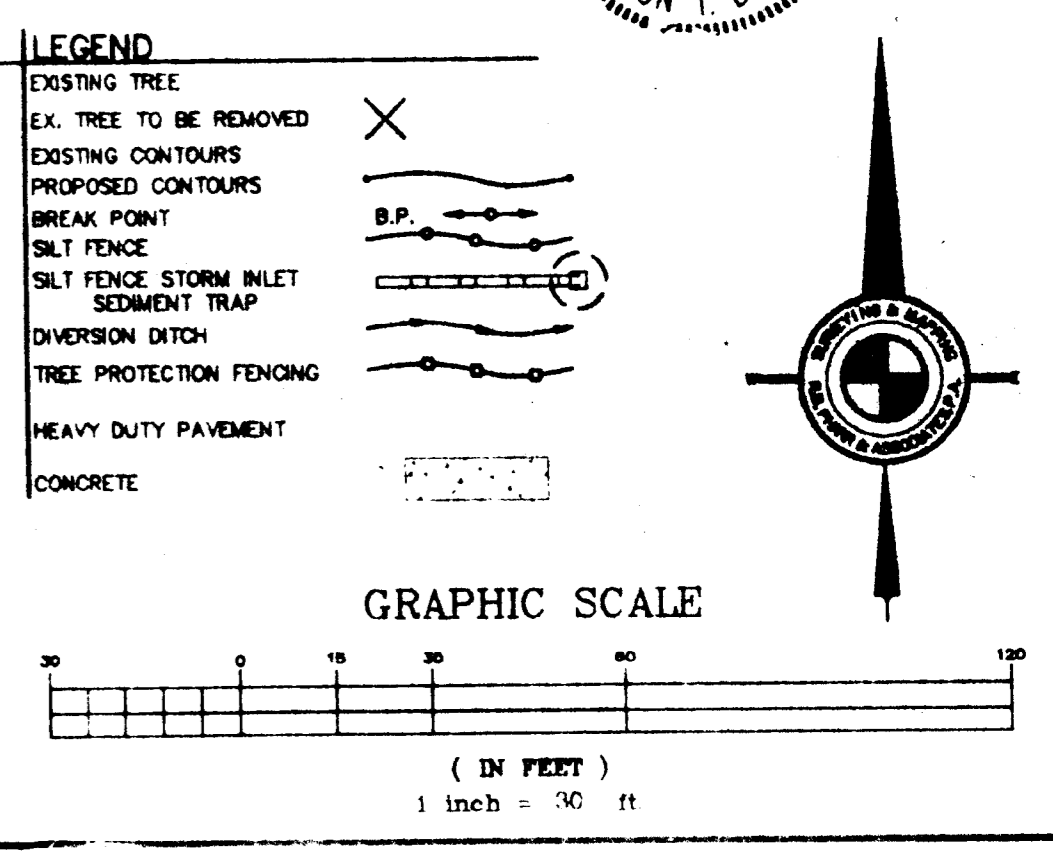 LEGEND
EXISTING TREE
EX. TREE TO BE REMOVED
EXISTING CONTOURS
PROPOSED CONTOURS
BREAK POINT B.P.
SILT FENCE
SILT FENCE STORM INLET
SEDIMENT TRAP
DIVERSION DITCH
TREE PROTECTION FENCING
HEAVY DUTY PAVEMENT
CONCRETE
SURVEYING & MAPPING
R.B. PHARR & ASSOCIATES, P.A.
GRAPHIC SCALE
30 0 15 30 60 120
( IN FEET )
1 inch = 30 ft.